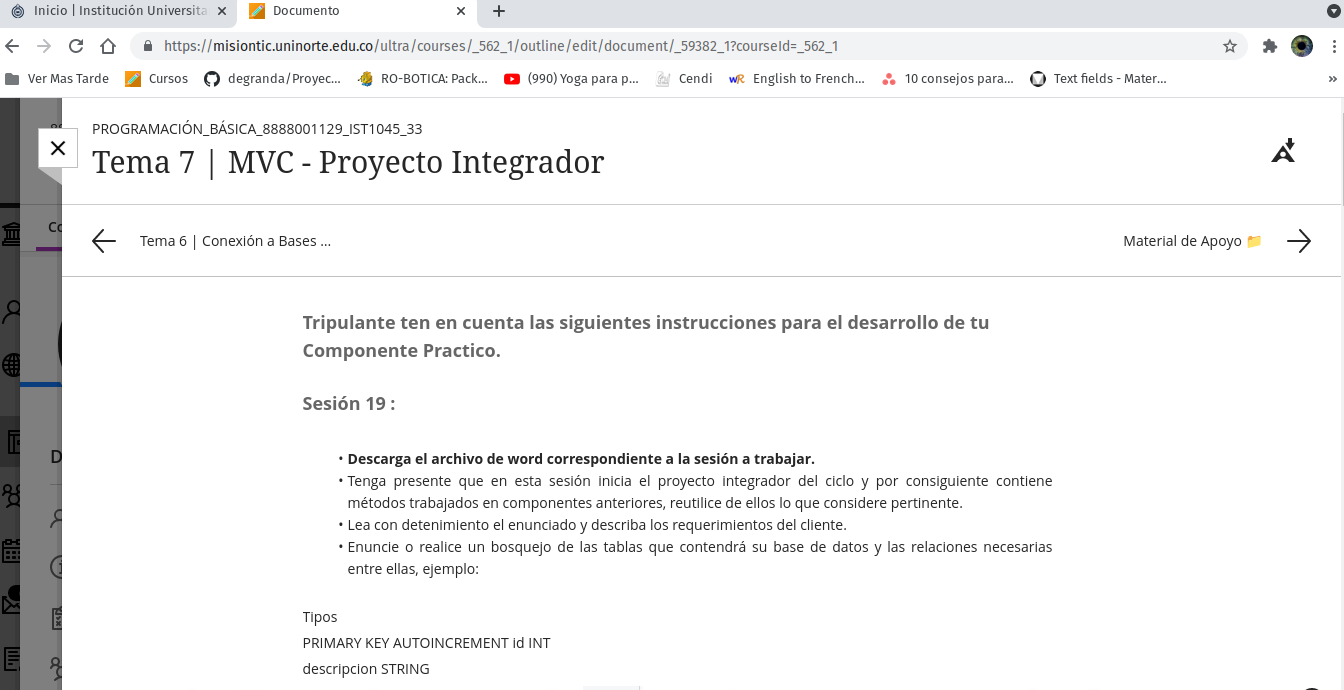 Inicio | Institución Universita
Documento
https://misiontic.uninorte.edu.co/ultra/courses/_562_1/outline/edit/document/_59382_1?courseId=_562_1
Ver Mas Tarde
Cursos
degranda/Proyec...
RO-BOTICA: Pack...
(990) Yoga para p...
Cendi
English to French...
10 consejos para...
Text fields - Mater...
PROGRAMACIÓN_BÁSICA_8888001129_IST1045_33
Tema 7 | MVC - Proyecto Integrador
Co
Tema 6 | Conexión a Bases ...
Material de Apoyo 📁
Tripulante ten en cuenta las siguientes instrucciones para el desarrollo de tu
Componente Practico.
Sesión 19 :
• Descarga el archivo de word correspondiente a la sesión a trabajar.
• Tenga presente que en esta sesión inicia el proyecto integrador del ciclo y por consiguiente contiene
métodos trabajados en componentes anteriores, reutilice de ellos lo que considere pertinente.
• Lea con detenimiento el enunciado y describa los requerimientos del cliente.
• Enuncie o realice un bosquejo de las tablas que contendrá su base de datos y las relaciones necesarias
entre ellas, ejemplo:
Tipos
PRIMARY KEY AUTOINCREMENT id INT
descripcion STRING